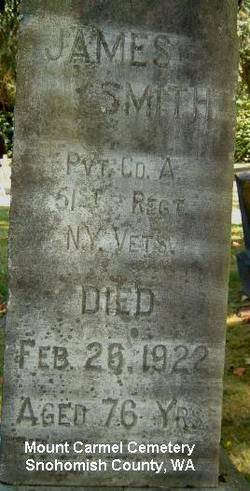 JAMES
SMITH
PVT. CO. A.
51ST REGT.
N.Y. VETS.
DIED
FEB. 26, 1922
AGED 76 YRS.
Mount Carmel Cemetery
Snohomish County, WA